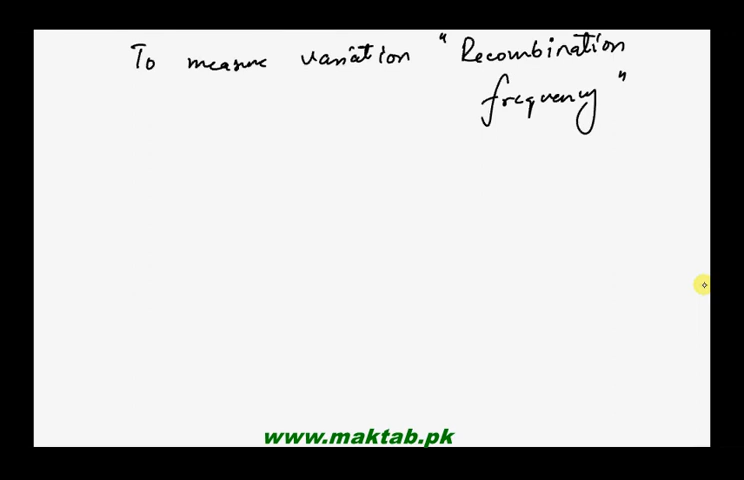 To measure variation " Recombination
frequency "
www.maktab.pk